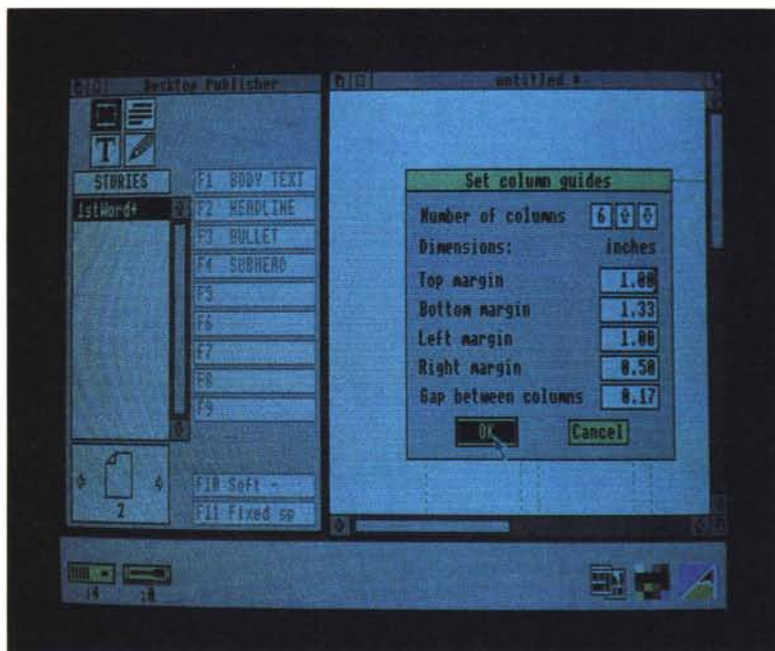 Desktop Publisher
untitled *
T
STORIES
1stWord+
F1 BODY TEXT
F2 HEADLINE
F3 BULLET
F4 SUBHEAD
F5
F6
F7
F8
F9
F10 Soft -
F11 Fixed sp
2
Set column guides
Number of columns 6
Dimensions: inches
Top margin 1.00
Bottom margin 1.33
Left margin 1.00
Right margin 0.50
Gap between columns 0.17
OK Cancel
:4 :0